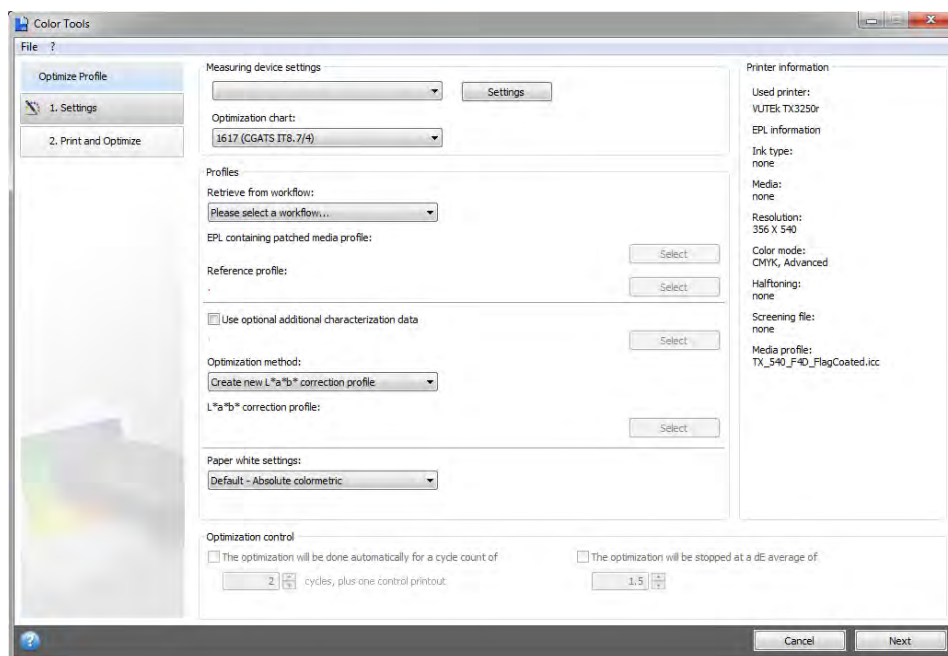 Color Tools
File ?
Optimize Profile
1. Settings
2. Print and Optimize
Measuring device settings
Settings
Optimization chart:
1617 (CGATS IT8.7/4)
Profiles
Retrieve from workflow:
Please select a workflow...
EPL containing patched media profile:
Select
Reference profile:
.
Select
Use optional additional characterization data
Select
Optimization method:
Create new L*a*b* correction profile
L*a*b* correction profile:
Select
Paper white settings:
Default - Absolute colormetric
Optimization control
The optimization will be done automatically for a cycle count of
2 cycles, plus one control printout
The optimization will be stopped at a dE average of
1.5
Printer information
Used printer:
VUTEk TX3250r
EPL information
Ink type:
none
Media:
none
Resolution:
356 X 540
Color mode:
CMYK, Advanced
Halftoning:
none
Screening file:
none
Media profile:
TX_540_F4D_FlagCoated.icc
?
Cancel
Next